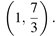 (1, 7/3).